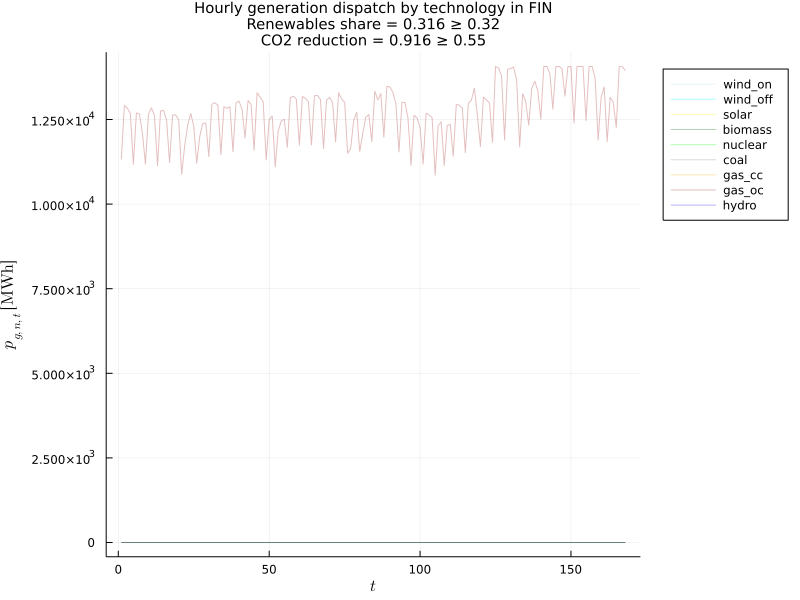 Hourly generation dispatch by technology in FIN
Renewables share = 0.316 ≥ 0.32
CO2 reduction = 0.916 ≥ 0.55
wind_on
wind_off
solar
biomass
nuclear
coal
gas_cc
gas_oc
hydro
1.250×10⁴
1.000×10⁴
7.500×10³
5.000×10³
2.500×10³
0
p_{g,n,t} [MWh]
0 50 100 150
t